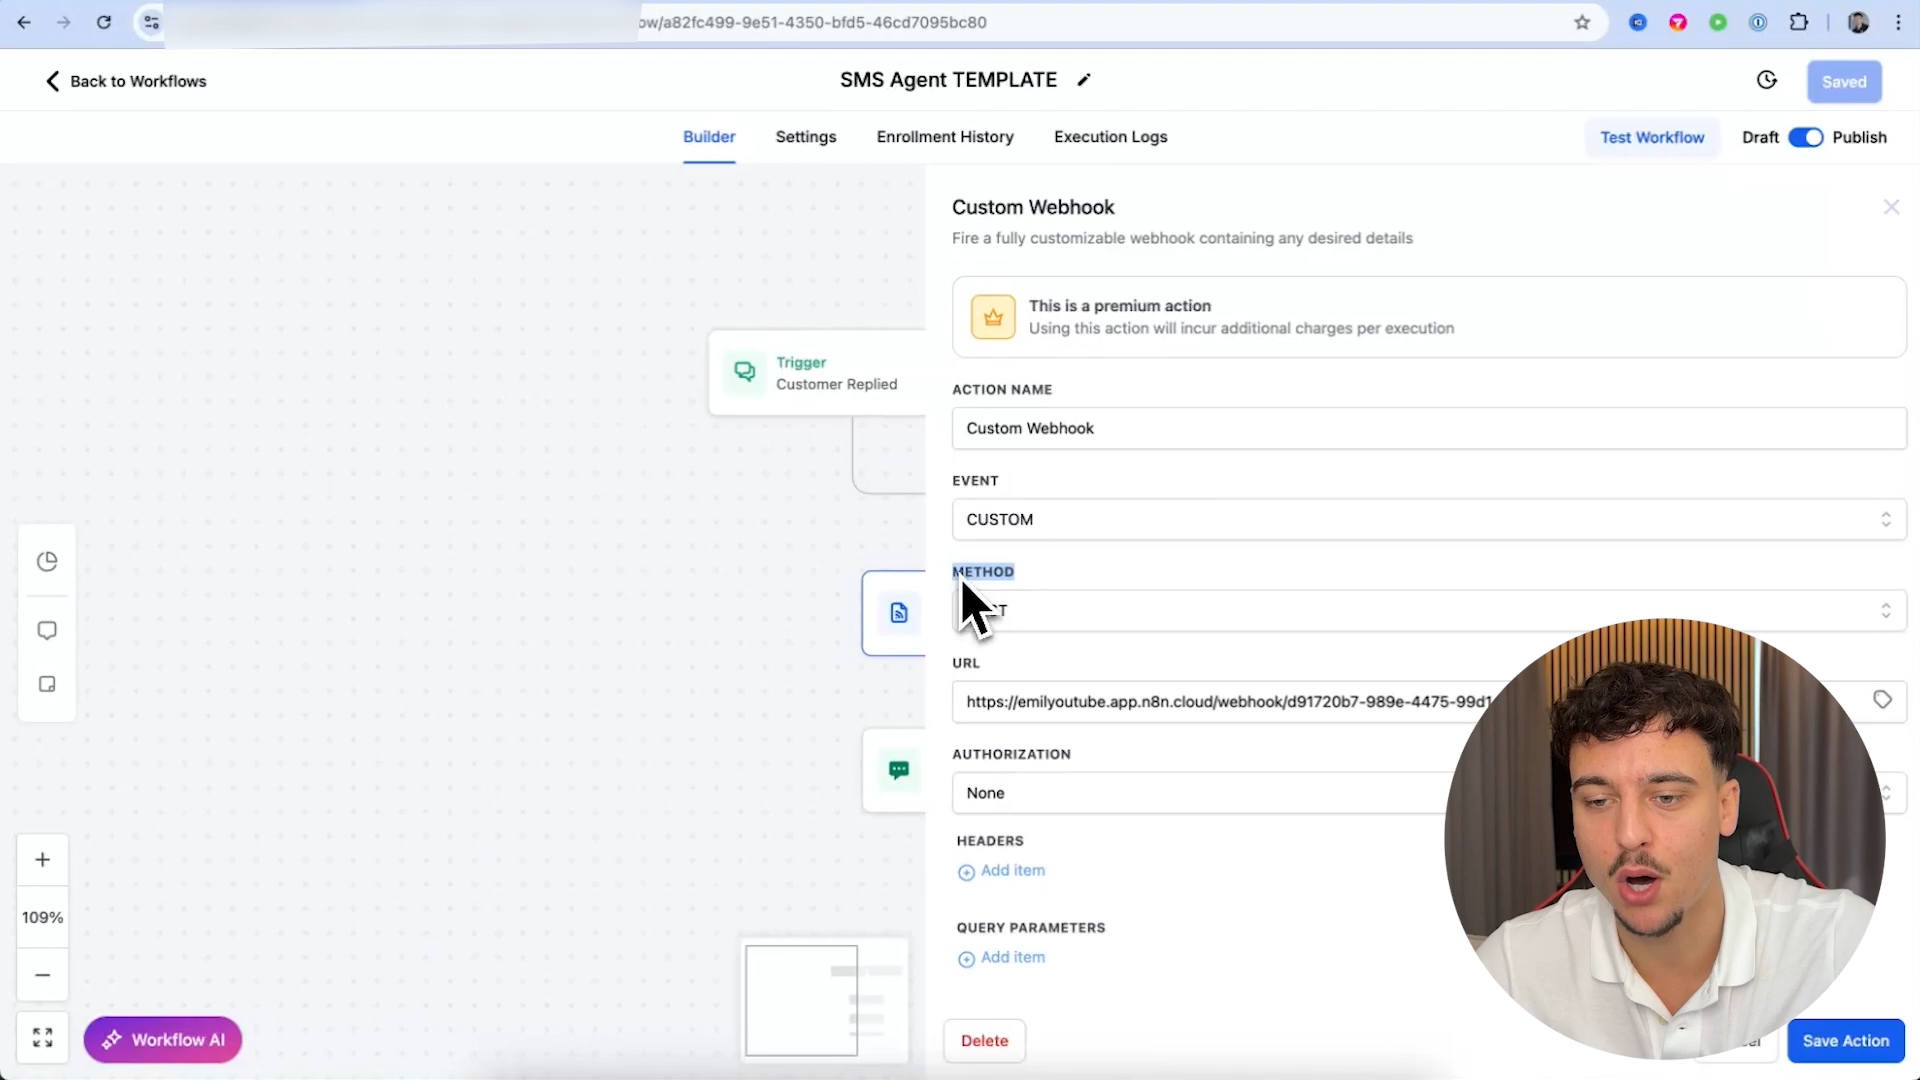 ow/a82fc499-9e51-4350-bfd5-46cd7095bc80
Back to Workflows
SMS Agent TEMPLATE
Saved
Builder
Settings
Enrollment History
Execution Logs
Test Workflow
Draft
Publish
Custom Webhook
Fire a fully customizable webhook containing any desired details
This is a premium action
Using this action will incur additional charges per execution
Trigger
Customer Replied
ACTION NAME
Custom Webhook
EVENT
CUSTOM
METHOD
URL
https://emilyoutube.app.n8n.cloud/webhook/d91720b7-989e-4475-99d1
AUTHORIZATION
None
HEADERS
Add item
109%
QUERY PARAMETERS
Add item
Workflow AI
Delete
Save Action